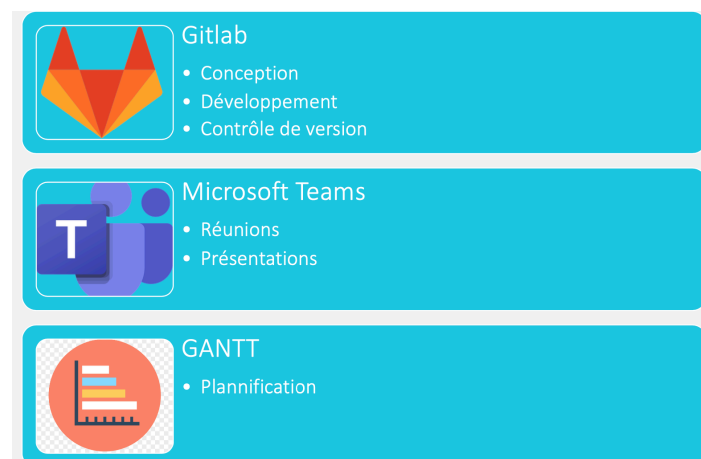 Gitlab
• Conception
• Développement
• Contrôle de version
Microsoft Teams
T
• Réunions
• Présentations
GANTT
• Plannification